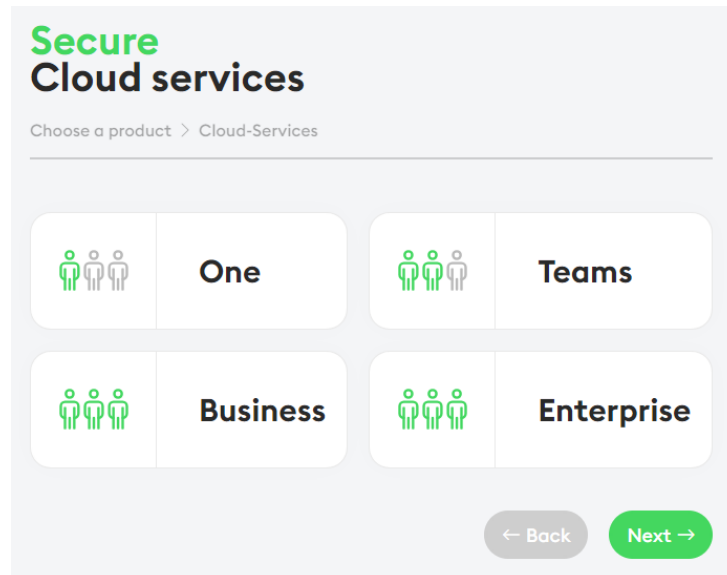 Secure
Cloud services
Choose a product > Cloud-Services
One
Teams
Business
Enterprise
← Back
Next →